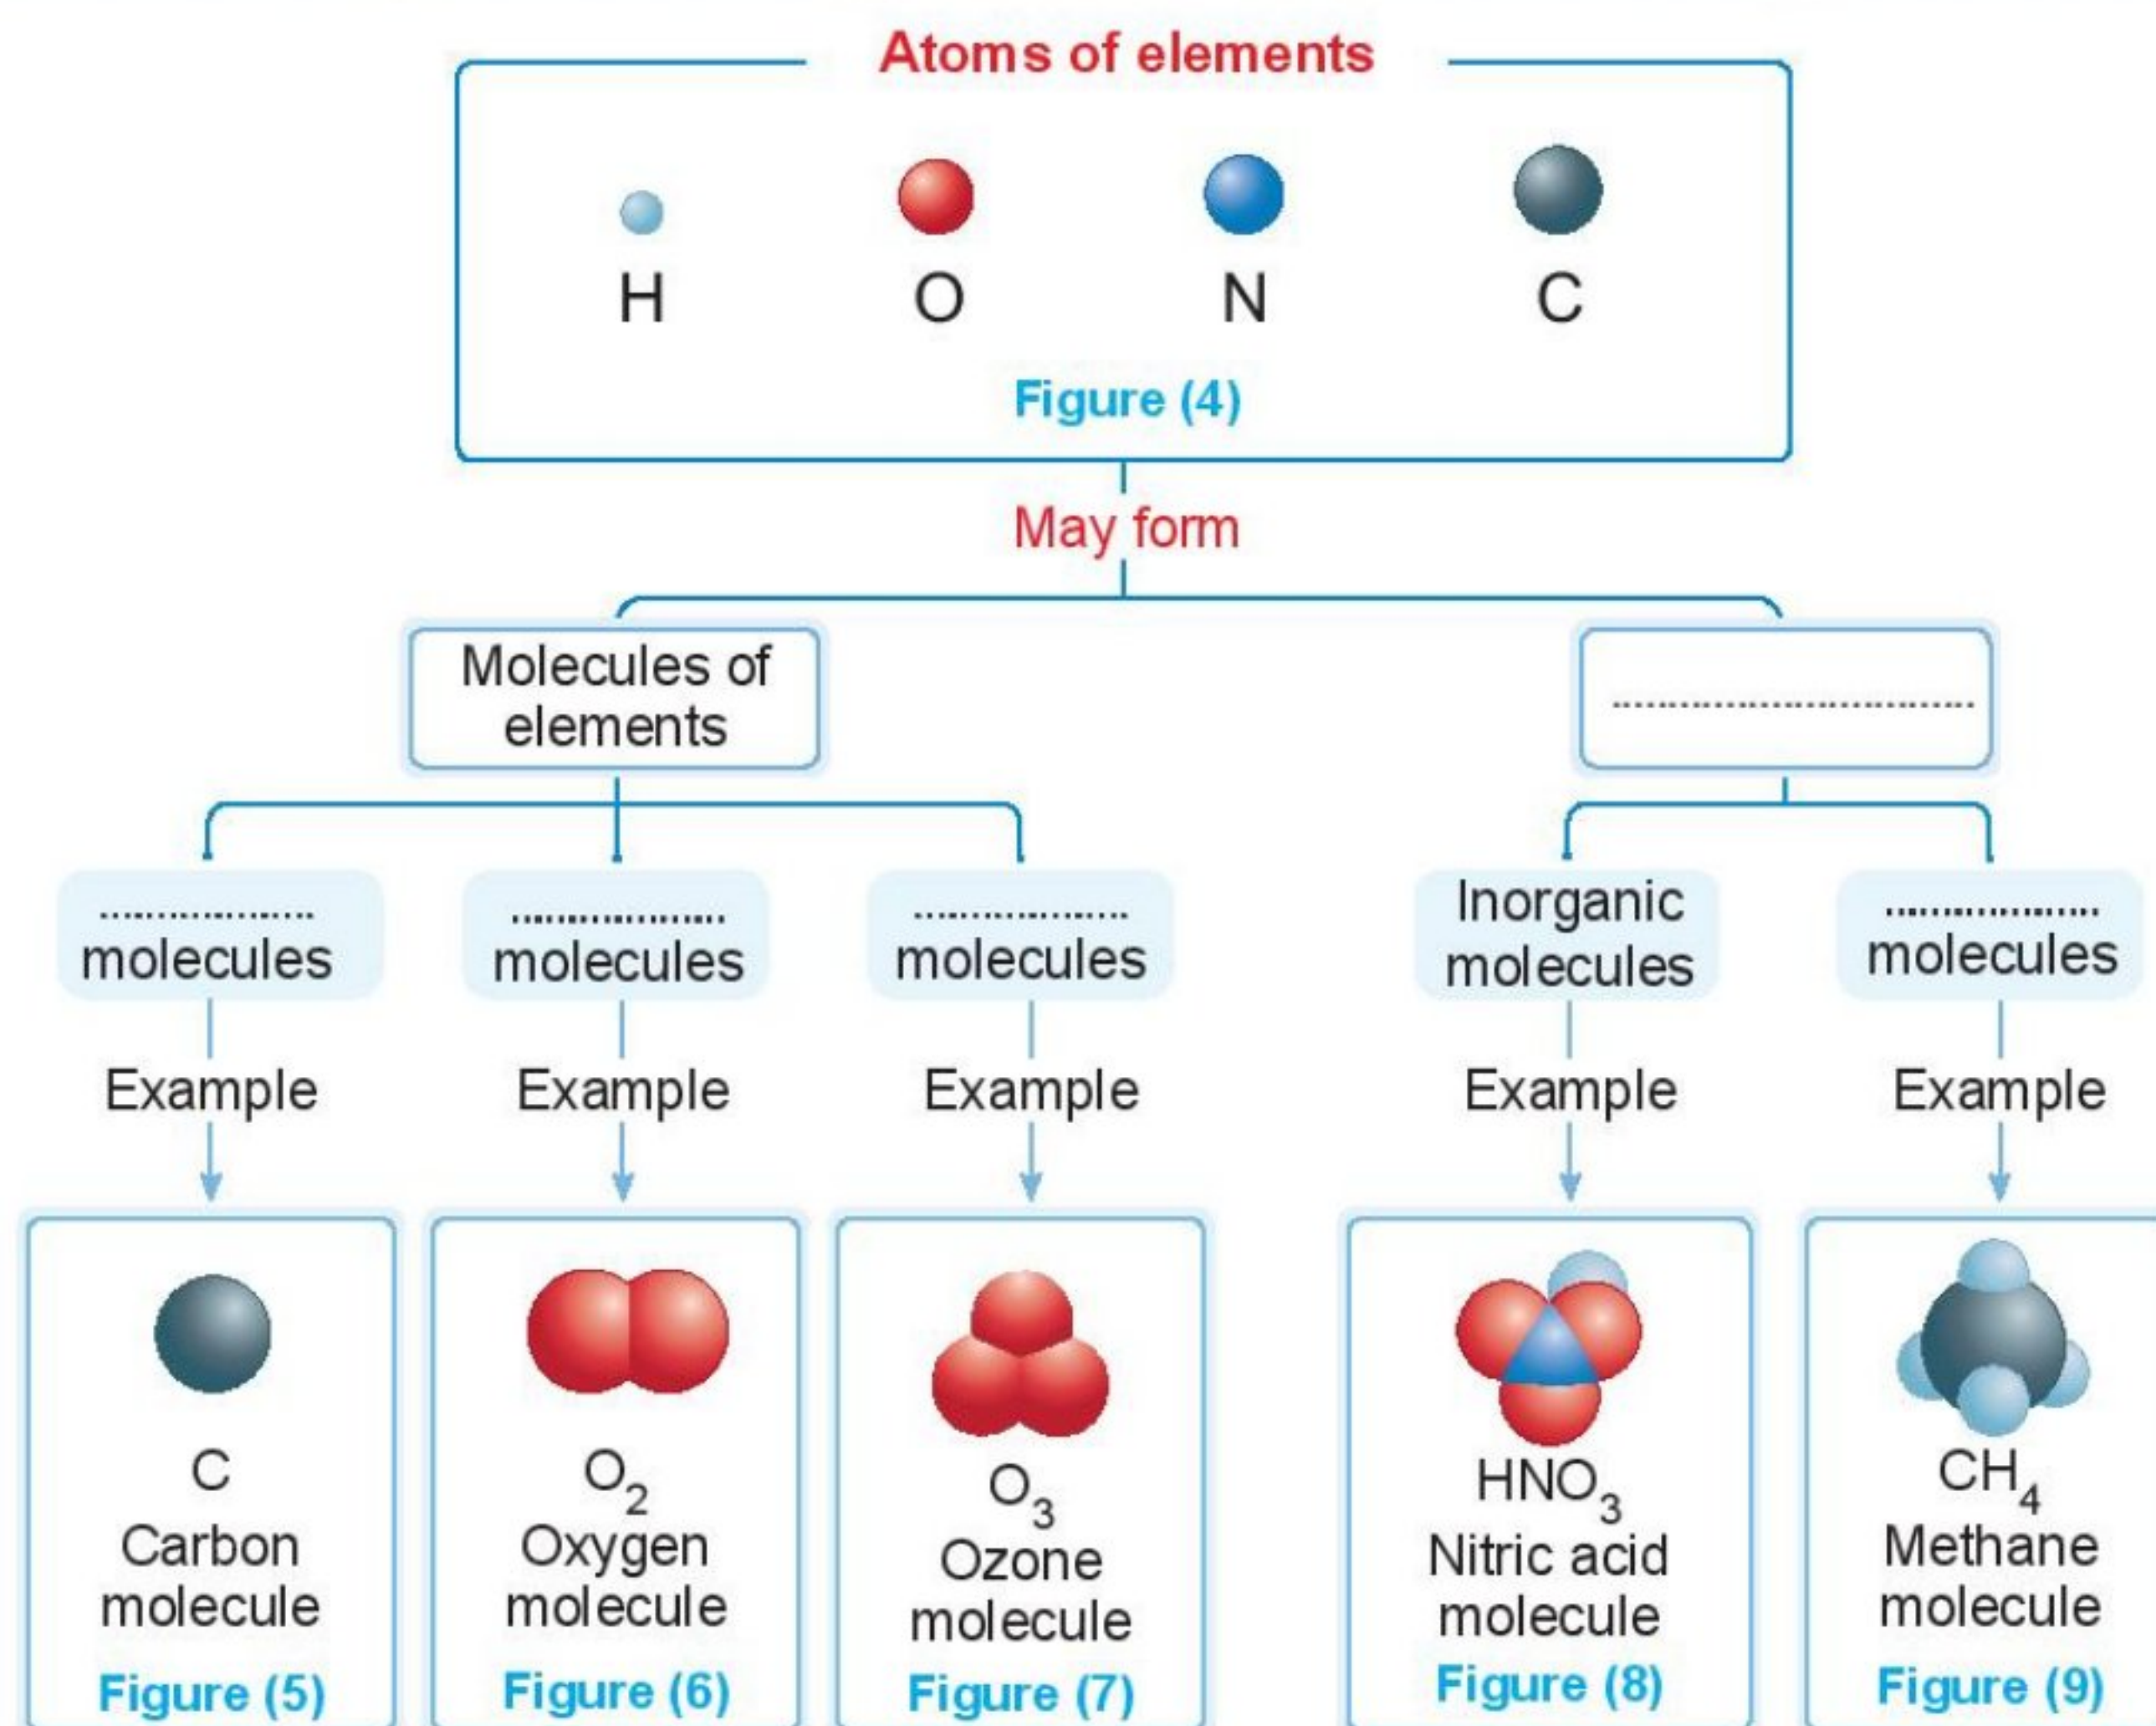 Atoms of elements
H O N C
Figure (4)
May form
Molecules of
elements
........................................
........................
molecules
........................
molecules
........................
molecules
Inorganic
molecules
........................
molecules
Example Example Example Example Example
C
Carbon
molecule
Figure (5)
O₂
Oxygen
molecule
Figure (6)
O₃
Ozone
molecule
Figure (7)
HNO₃
Nitric acid
molecule
Figure (8)
CH₄
Methane
molecule
Figure (9)